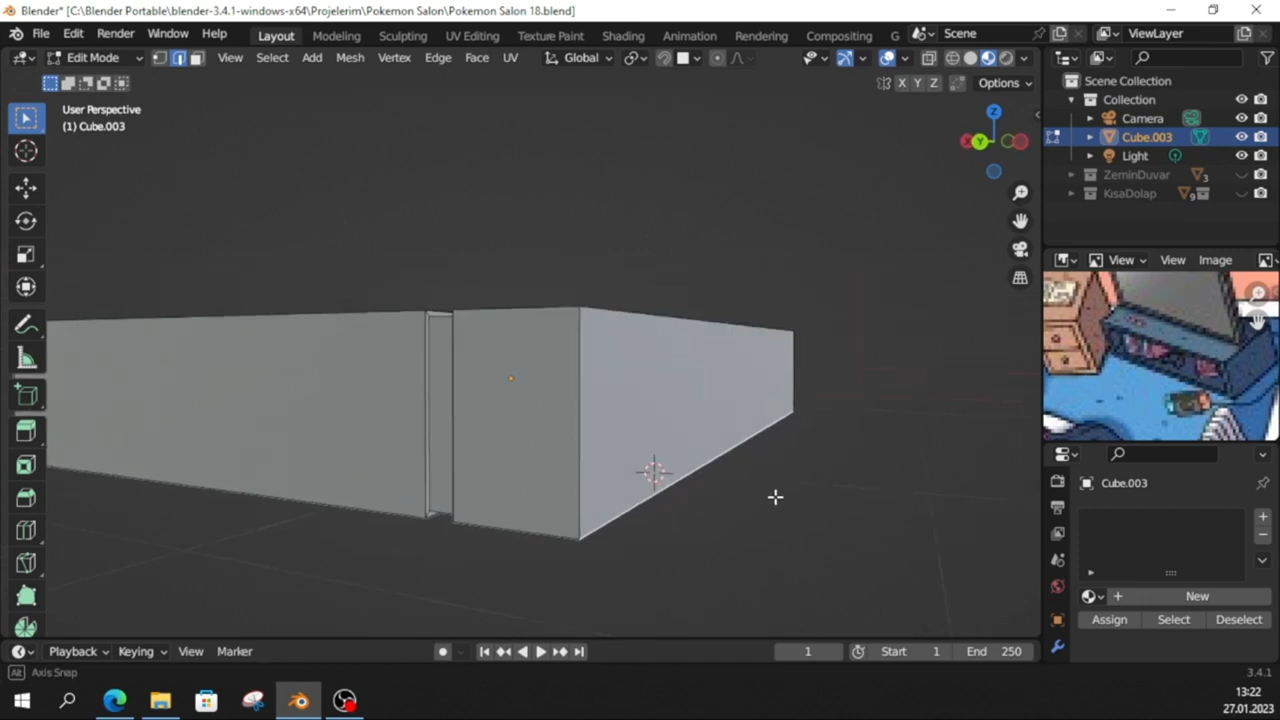 Blender* [C:\Blender Portable\blender-3.4.1-windows-x64\Projelerim\Pokemon Salon\Pokemon Salon 18.blend]
File Edit Render Window Help Layout Modeling Sculpting UV Editing Texture Paint Shading Animation Rendering Compositing G Scene ViewLayer
Edit Mode View Select Add Mesh Vertex Edge Face UV Global
X Y Z Options
User Perspective
(1) Cube.003
Z
X Y
Scene Collection
Collection
Camera
Cube.003
Light
ZeminDuvar 3
KısaDolap 9
View View Image
Cube.003
New
Assign Select Deselect
Playback Keying View Marker 1 Start 1 End 250
Alt Axis Snap 3.4.1
13:22
27.01.2023